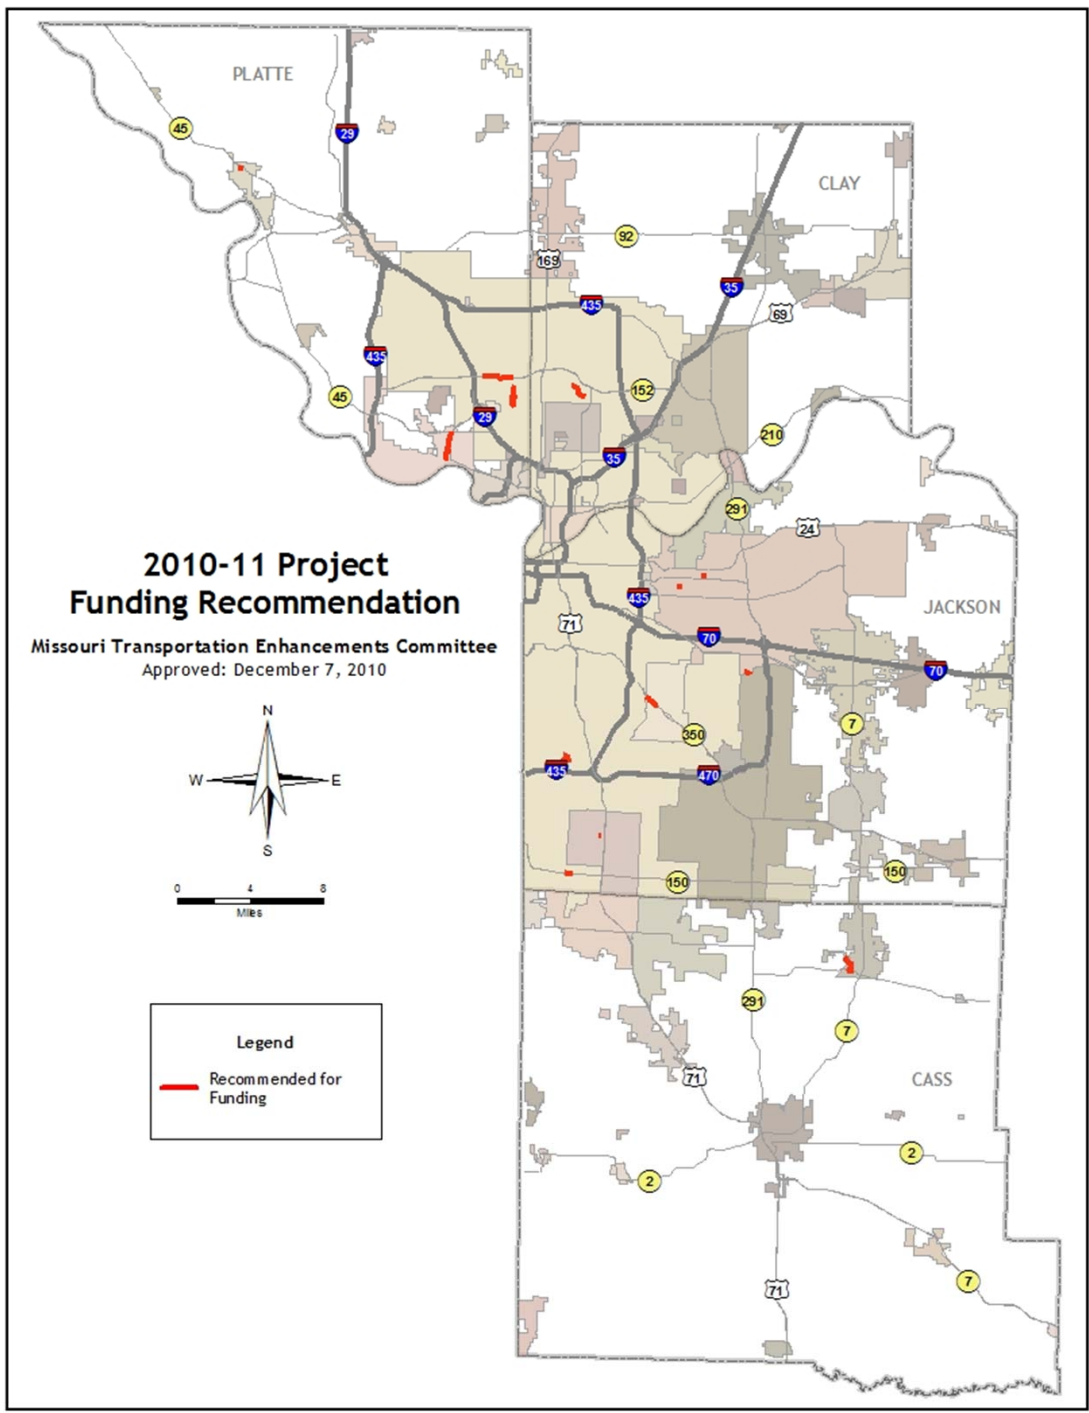 PLATTE
45
29
CLAY
92
169
35
435
69
435
152
45
29
210
35
291
24
2010-11 Project
Funding Recommendation
Missouri Transportation Enhancements Committee
Approved: December 7, 2010
435
JACKSON
71
70
70
N
7
350
W
E
435
470
S
150
150
0 4 8
Miles
291
7
Legend
Recommended for
Funding
71
CASS
2
2
7
71